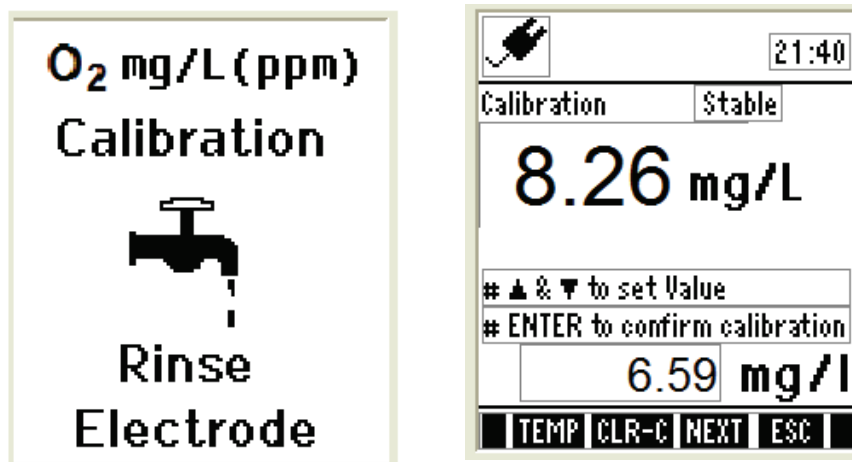 O₂ mg/L(ppm)
Calibration
Rinse
Electrode
21:40
Calibration Stable
8.26 mg/L
# ▲ & ▼ to set Value
# ENTER to confirm calibration
6.59 mg/l
TEMP CLR-C NEXT ESC